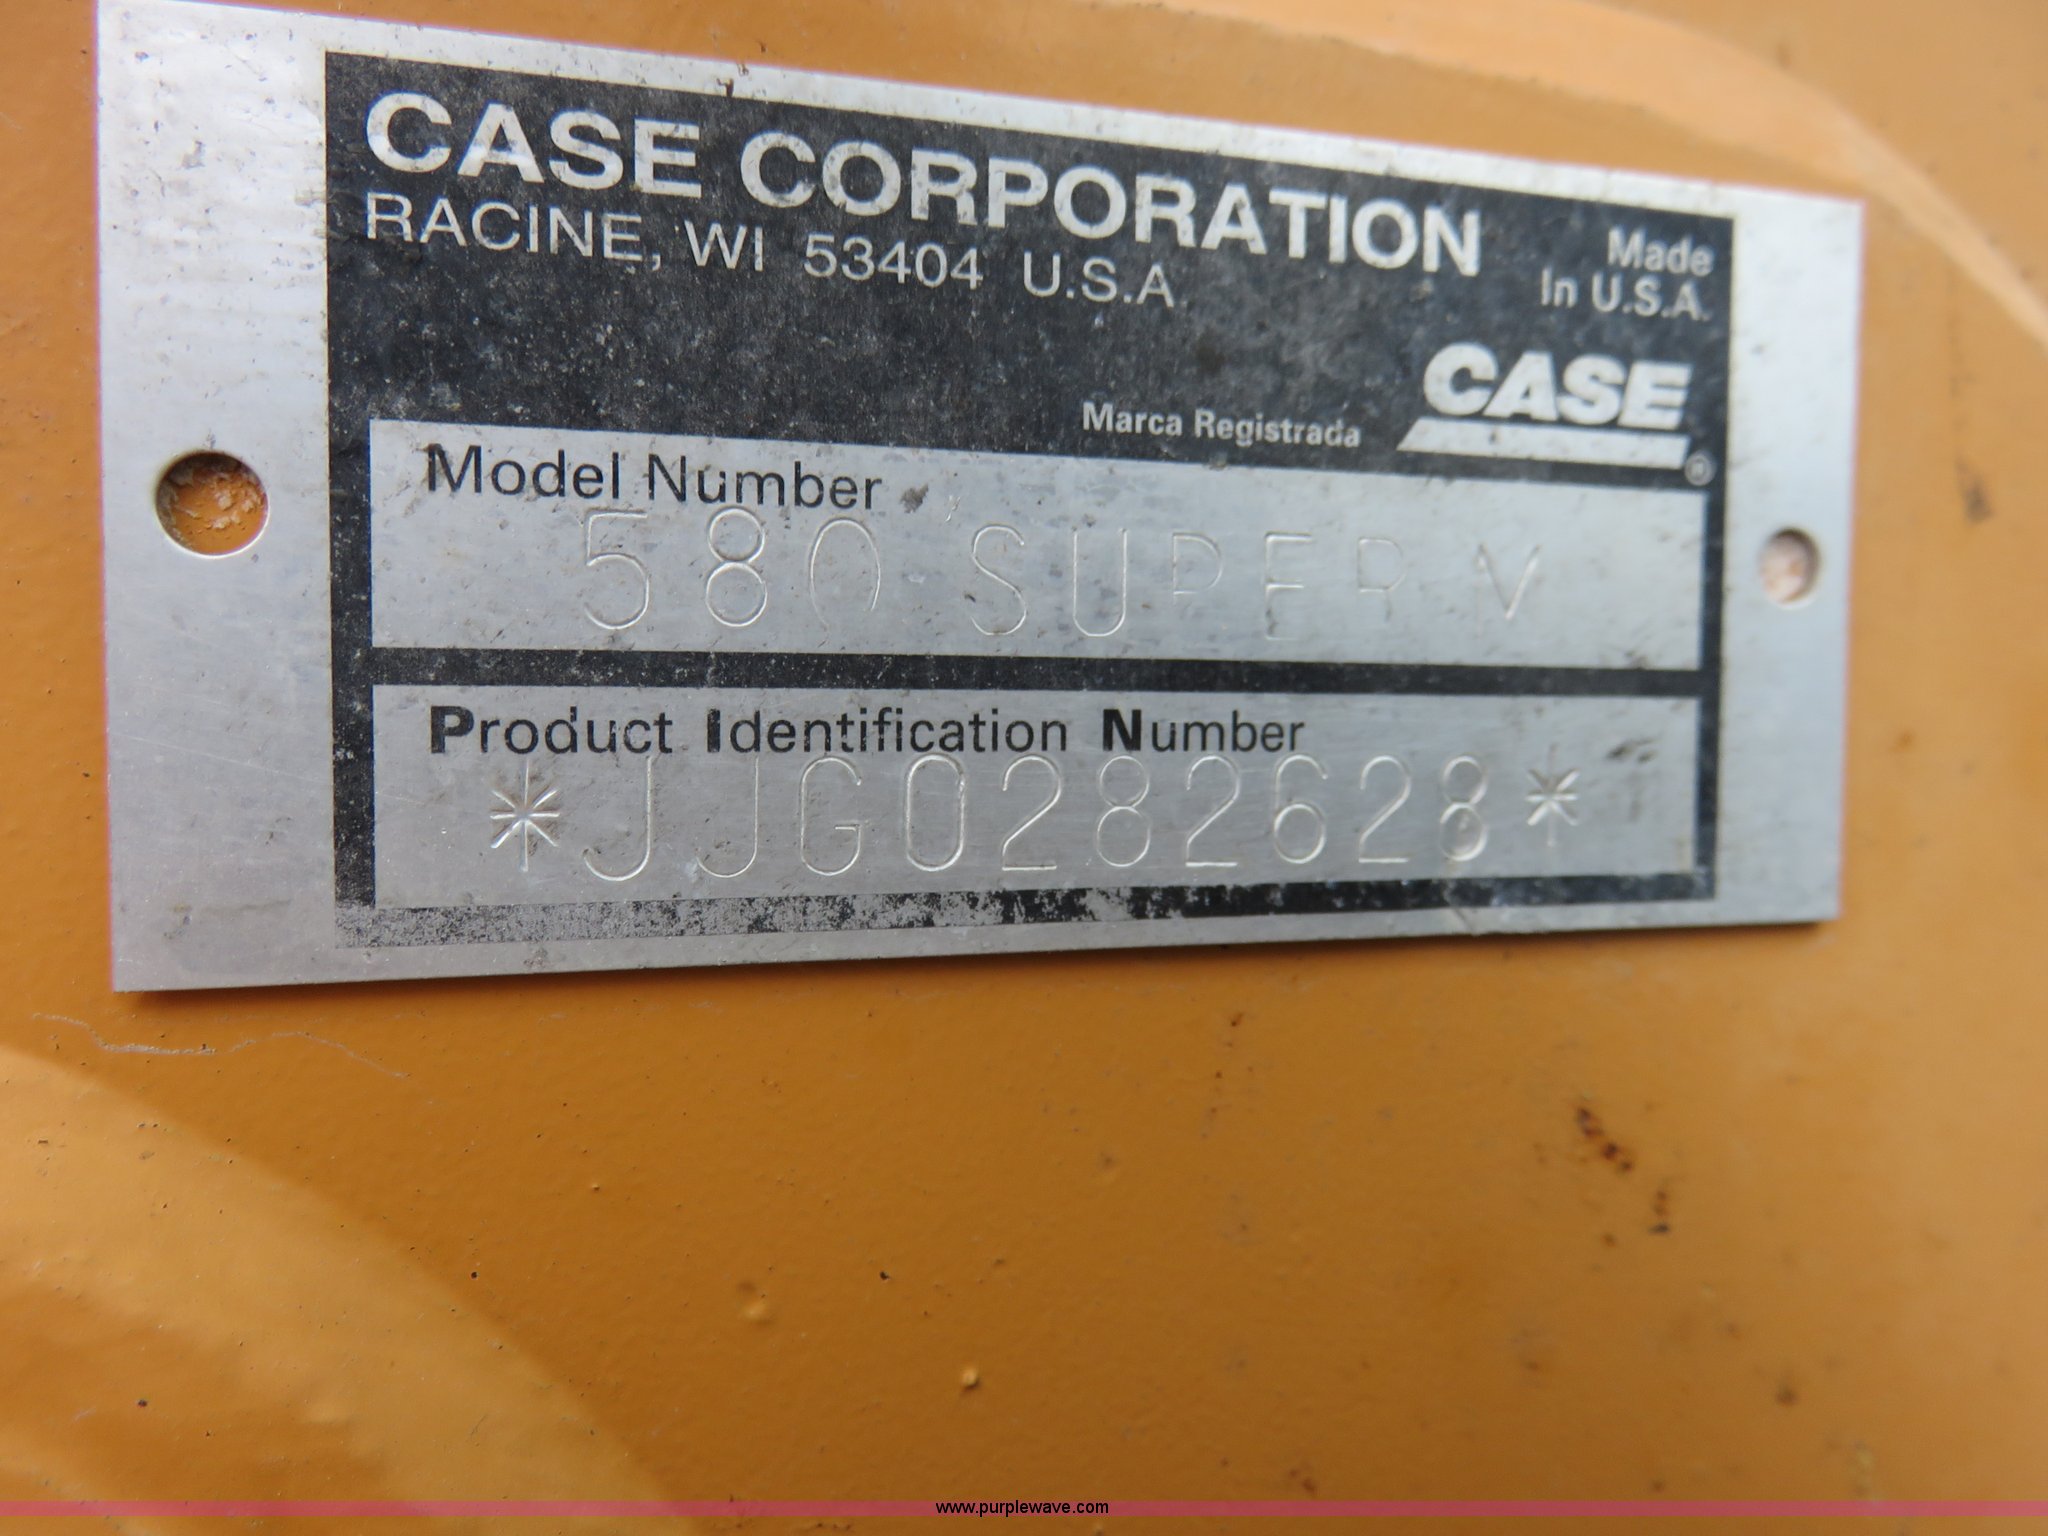 CASE CORPORATION
RACINE, WI 53404 U.S.A.
Made
In U.S.A.
CASE
Marca Registrada
®
Model Number
580 SUPER M
Product Identification Number
*JJG0282628*
www.purplewave.com